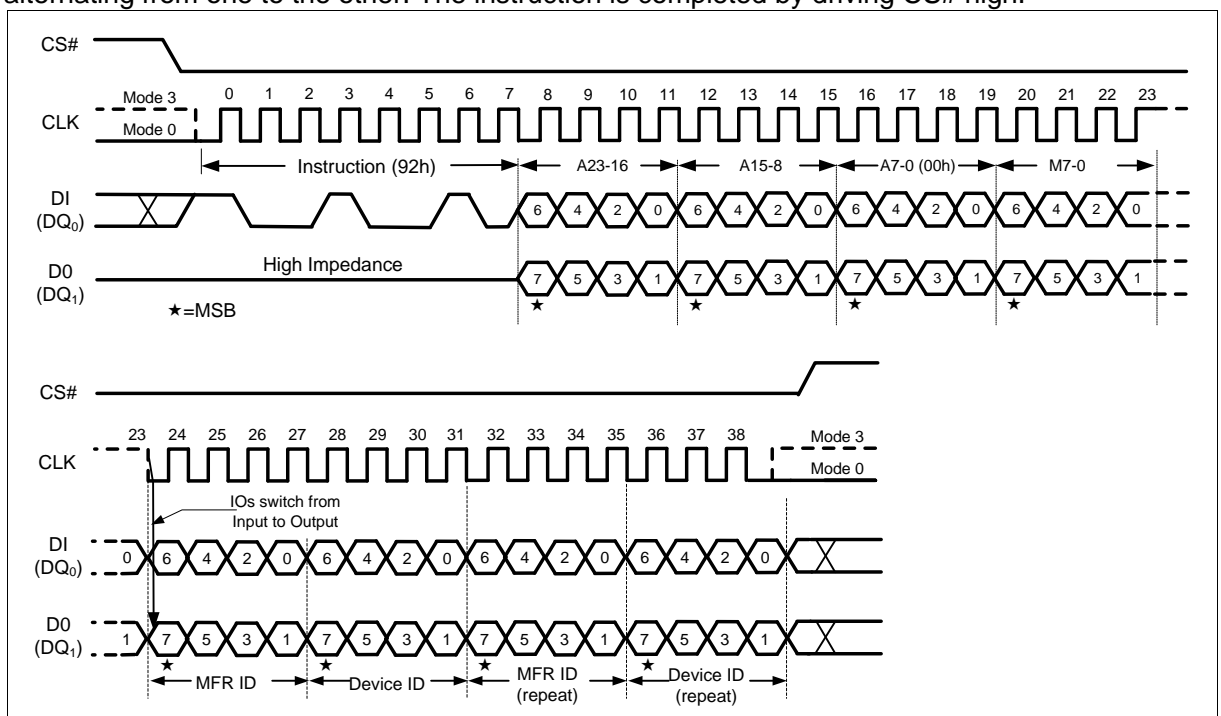 alternating from one to the other. The instruction is completed by driving CS# high.
CS#
Mode 3 0 1 2 3 4 5 6 7 8 9 10 11 12 13 14 15 16 17 18 19 20 21 22 23
CLK
Mode 0
Instruction (92h) A23-16 A15-8 A7-0 (00h) M7-0
DI
(DQ0)
6 4 2 0 6 4 2 0 6 4 2 0 6 4 2 0
High Impedance
D0
(DQ1)
7 5 3 1 7 5 3 1 7 5 3 1 7 5 3 1
★ ★ ★ ★
★=MSB
CS#
23 24 25 26 27 28 29 30 31 32 33 34 35 36 37 38 Mode 3
CLK
Mode 0
IOs switch from
Input to Output
DI
(DQ0)
0 6 4 2 0 6 4 2 0 6 4 2 0 6 4 2 0
D0
(DQ1)
1 7 5 3 1 7 5 3 1 7 5 3 1 7 5 3 1
★ ★ ★ ★
MFR ID Device ID MFR ID (repeat) Device ID (repeat)